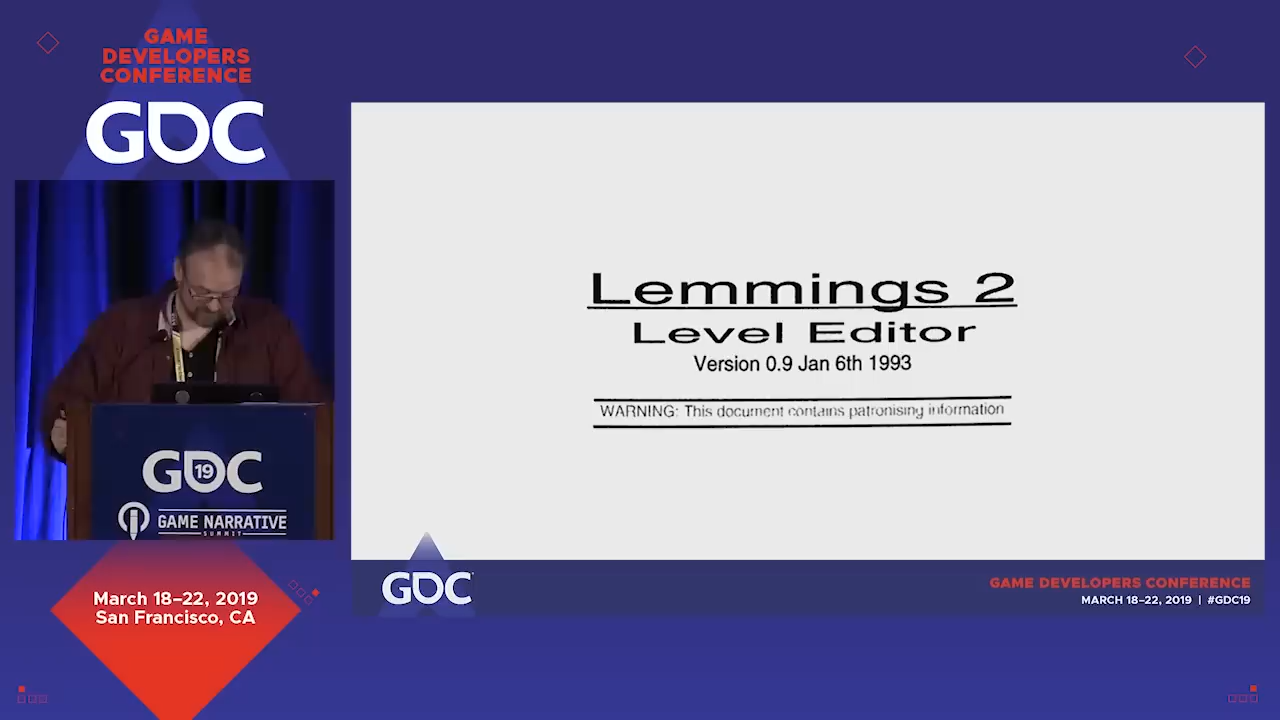 GAME
DEVELOPERS
CONFERENCE
GDC
Lemmings 2
Level Editor
Version 0.9 Jan 6th 1993
WARNING: This document contains patronising information
GDC
19
GAME NARRATIVE
SUMMIT
March 18–22, 2019
San Francisco, CA
GDC
GAME DEVELOPERS CONFERENCE
MARCH 18–22, 2019 | #GDC19